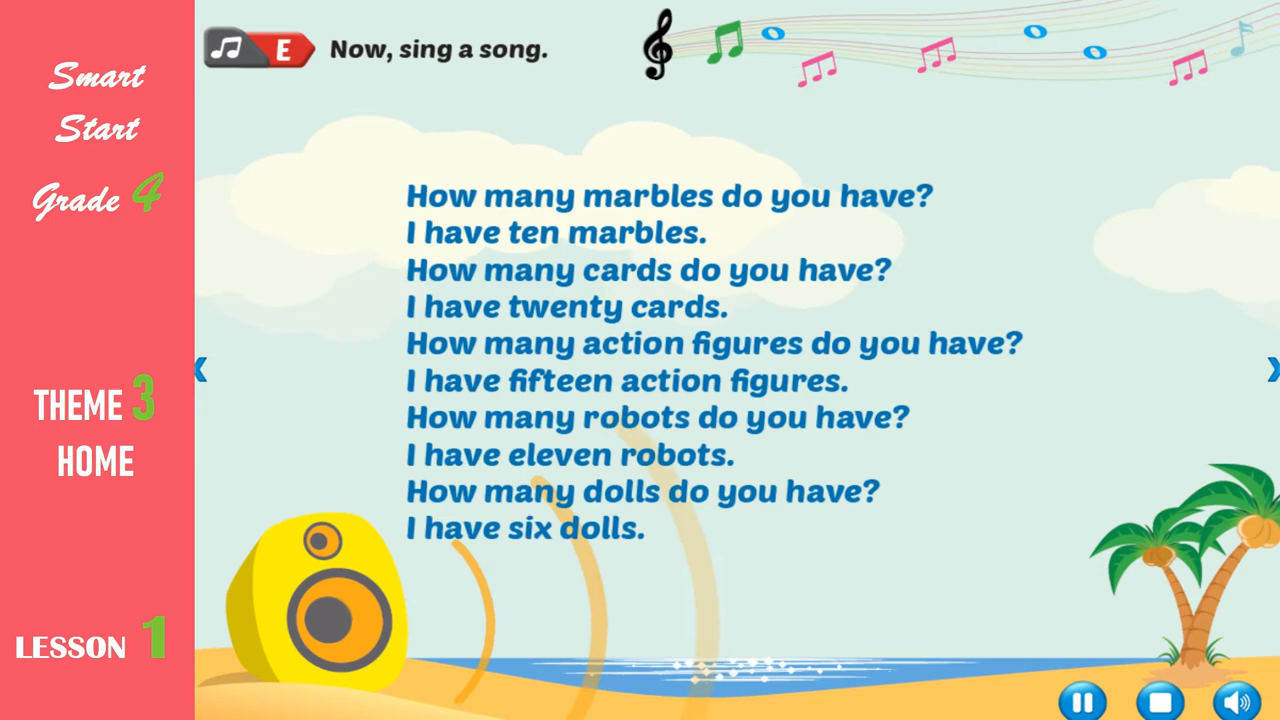 Smart
Start
Grade 4
THEME 3
HOME
LESSON 1
E Now, sing a song.
How many marbles do you have?
I have ten marbles.
How many cards do you have?
I have twenty cards.
How many action figures do you have?
I have fifteen action figures.
How many robots do you have?
I have eleven robots.
How many dolls do you have?
I have six dolls.